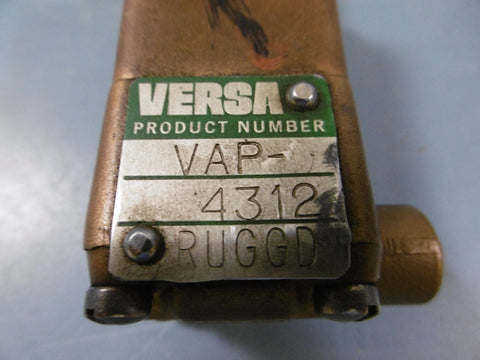 VERSA
PRODUCT NUMBER
VAP-
4312
RUGGD